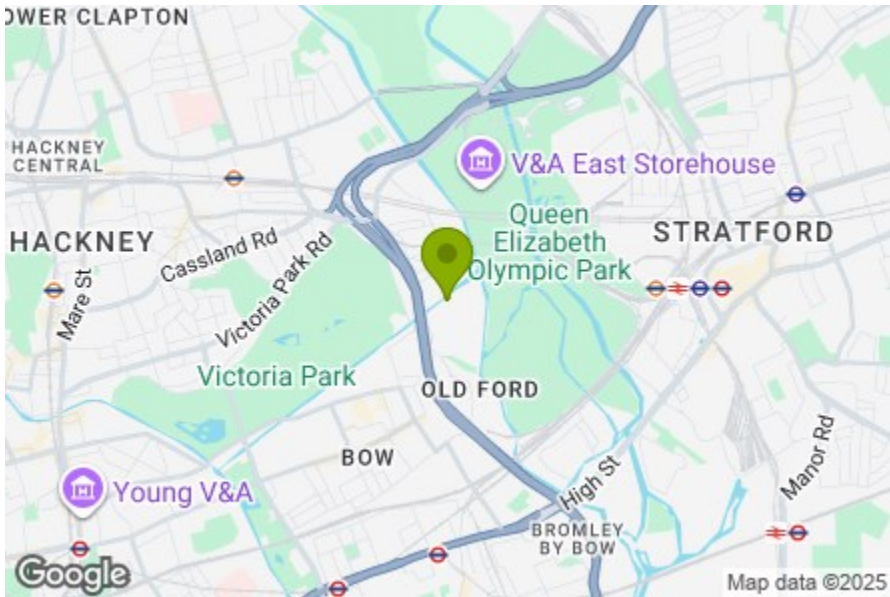 OWER CLAPTON
HACKNEY
CENTRAL
V&A East Storehouse
Queen
Elizabeth
Olympic Park
HACKNEY
Cassland Rd
Victoria Park Rd
STRATFORD
Mare St
Victoria Park
OLD FORD
BOW
Manor Rd
High St
Young V&A
BROMLEY
BY BOW
Google
Map data ©2025